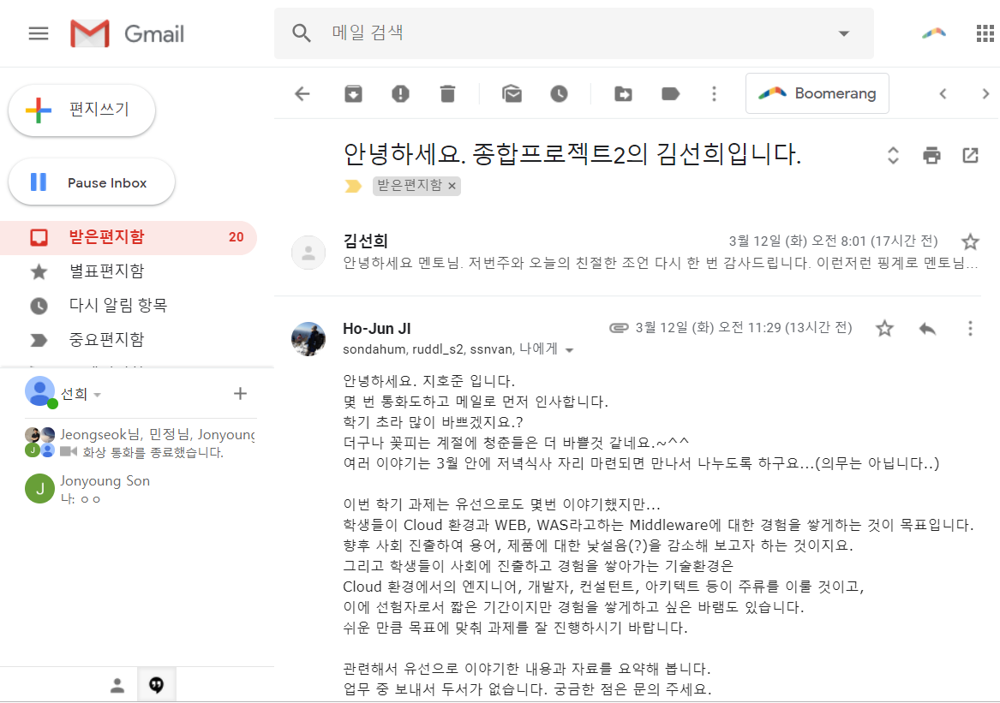 Gmail
메일 검색
편지쓰기
Boomerang
Pause Inbox
안녕하세요. 종합프로젝트2의 김선희입니다.
받은편지함 ×
받은편지함 20
별표편지함
다시 알림 항목
중요편지함
선희
Jeongseok님, 민정님, Jonyoung
화상 통화를 종료했습니다.
J
J
Jonyoung Son
나: ㅇㅇ
김선희
3월 12일 (화) 오전 8:01 (17시간 전)
안녕하세요 멘토님. 저번주와 오늘의 친절한 조언 다시 한 번 감사드립니다. 이런저런 핑계로 멘토님...
Ho-Jun JI
3월 12일 (화) 오전 11:29 (13시간 전)
sondahum, ruddl_s2, ssnvan, 나에게
안녕하세요. 지호준 입니다.
몇 번 통화도하고 메일로 먼저 인사합니다.
학기 초라 많이 바쁘겠지요.?
더구나 꽃피는 계절에 청춘들은 더 바쁠것 같네요.~^^
여러 이야기는 3월 안에 저녁식사 자리 마련되면 만나서 나누도록 하구요...(의무는 아닙니다..)
이번 학기 과제는 유선으로도 몇번 이야기했지만...
학생들이 Cloud 환경과 WEB, WAS라고하는 Middleware에 대한 경험을 쌓게하는 것이 목표입니다.
향후 사회 진출하여 용어, 제품에 대한 낯설음(?)을 감소해 보고자 하는 것이지요.
그리고 학생들이 사회에 진출하고 경험을 쌓아가는 기술환경은
Cloud 환경에서의 엔지니어, 개발자, 컨설턴트, 아키텍트 등이 주류를 이룰 것이고,
이에 선험자로서 짧은 기간이지만 경험을 쌓게하고 싶은 바램도 있습니다.
쉬운 만큼 목표에 맞춰 과제를 잘 진행하시기 바랍니다.
관련해서 유선으로 이야기한 내용과 자료를 요약해 봅니다.
업무 중 보내서 두서가 없습니다. 궁금한 점은 문의 주세요.